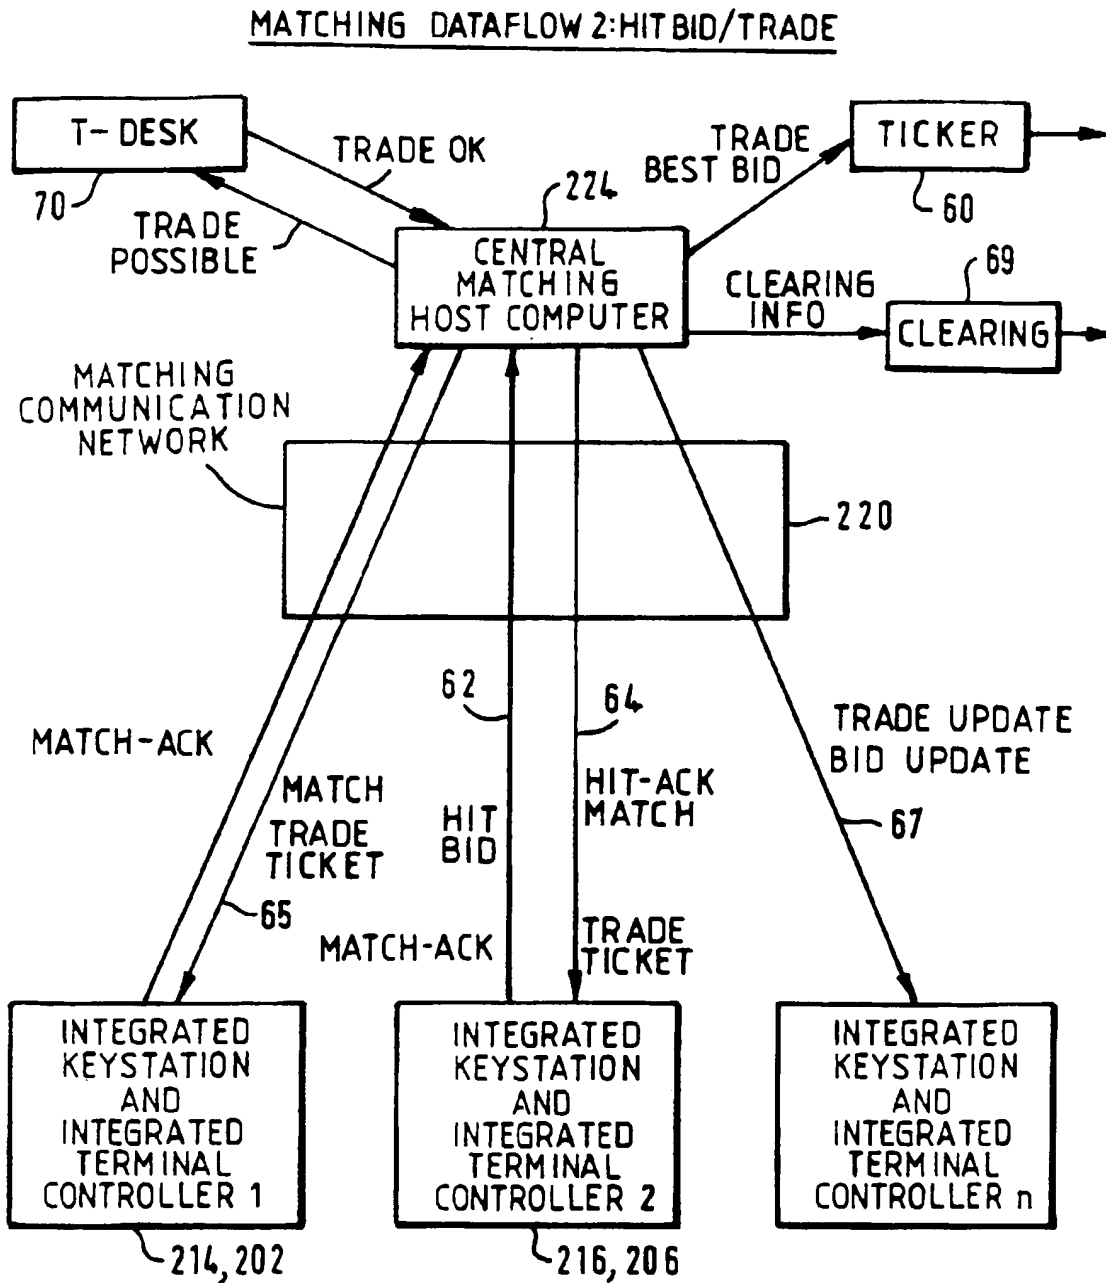 MATCHING DATAFLOW 2:HIT BID/TRADE
T-DESK
70
TRADE OK
TRADE
POSSIBLE
TRADE
BEST BID
TICKER
60
224
CENTRAL
MATCHING
HOST COMPUTER
CLEARING
INFO
69
CLEARING
MATCHING
COMMUNICATION
NETWORK
220
62
64
MATCH-ACK
MATCH
TRADE
TICKET
65
HIT
BID
HIT-ACK
MATCH
TRADE UPDATE
BID UPDATE
67
MATCH-ACK
TRADE
TICKET
INTEGRATED
KEYSTATION
AND
INTEGRATED
TERMINAL
CONTROLLER 1
214,202
INTEGRATED
KEYSTATION
AND
INTEGRATED
TERMINAL
CONTROLLER 2
216,206
INTEGRATED
KEYSTATION
AND
INTEGRATED
TERMINAL
CONTROLLER n